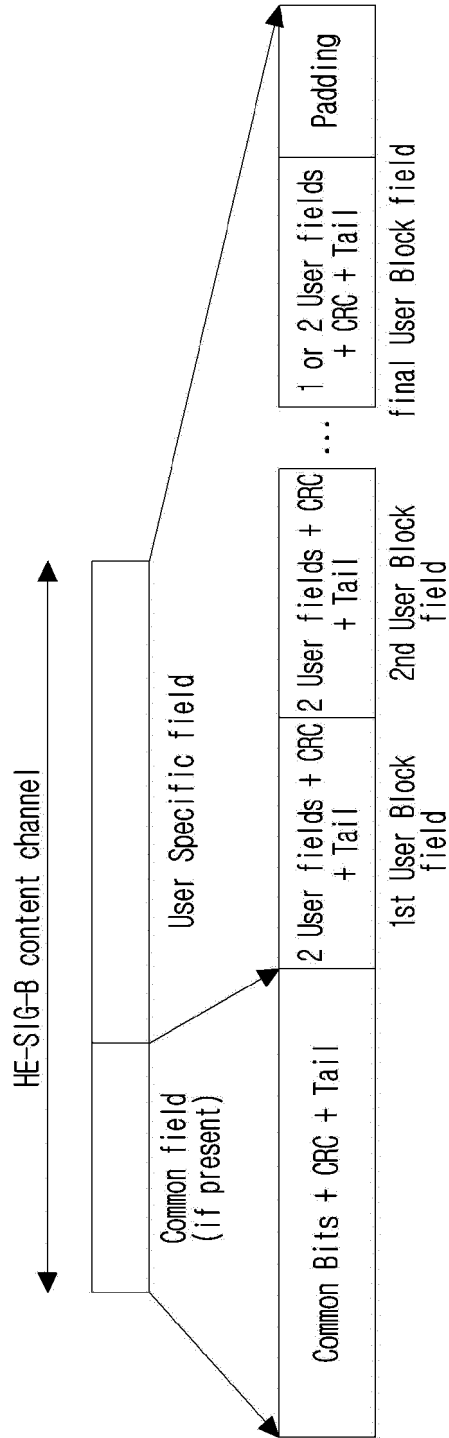 HE-SIG-B content channel
Common field
(if present)
User Specific field
Common Bits + CRC + Tail
2 User fields + CRC
+ Tail
2 User fields + CRC
+ Tail
...
1 or 2 User fields
+ CRC + Tail
Padding
1st User Block
field
2nd User Block
field
final User Block field